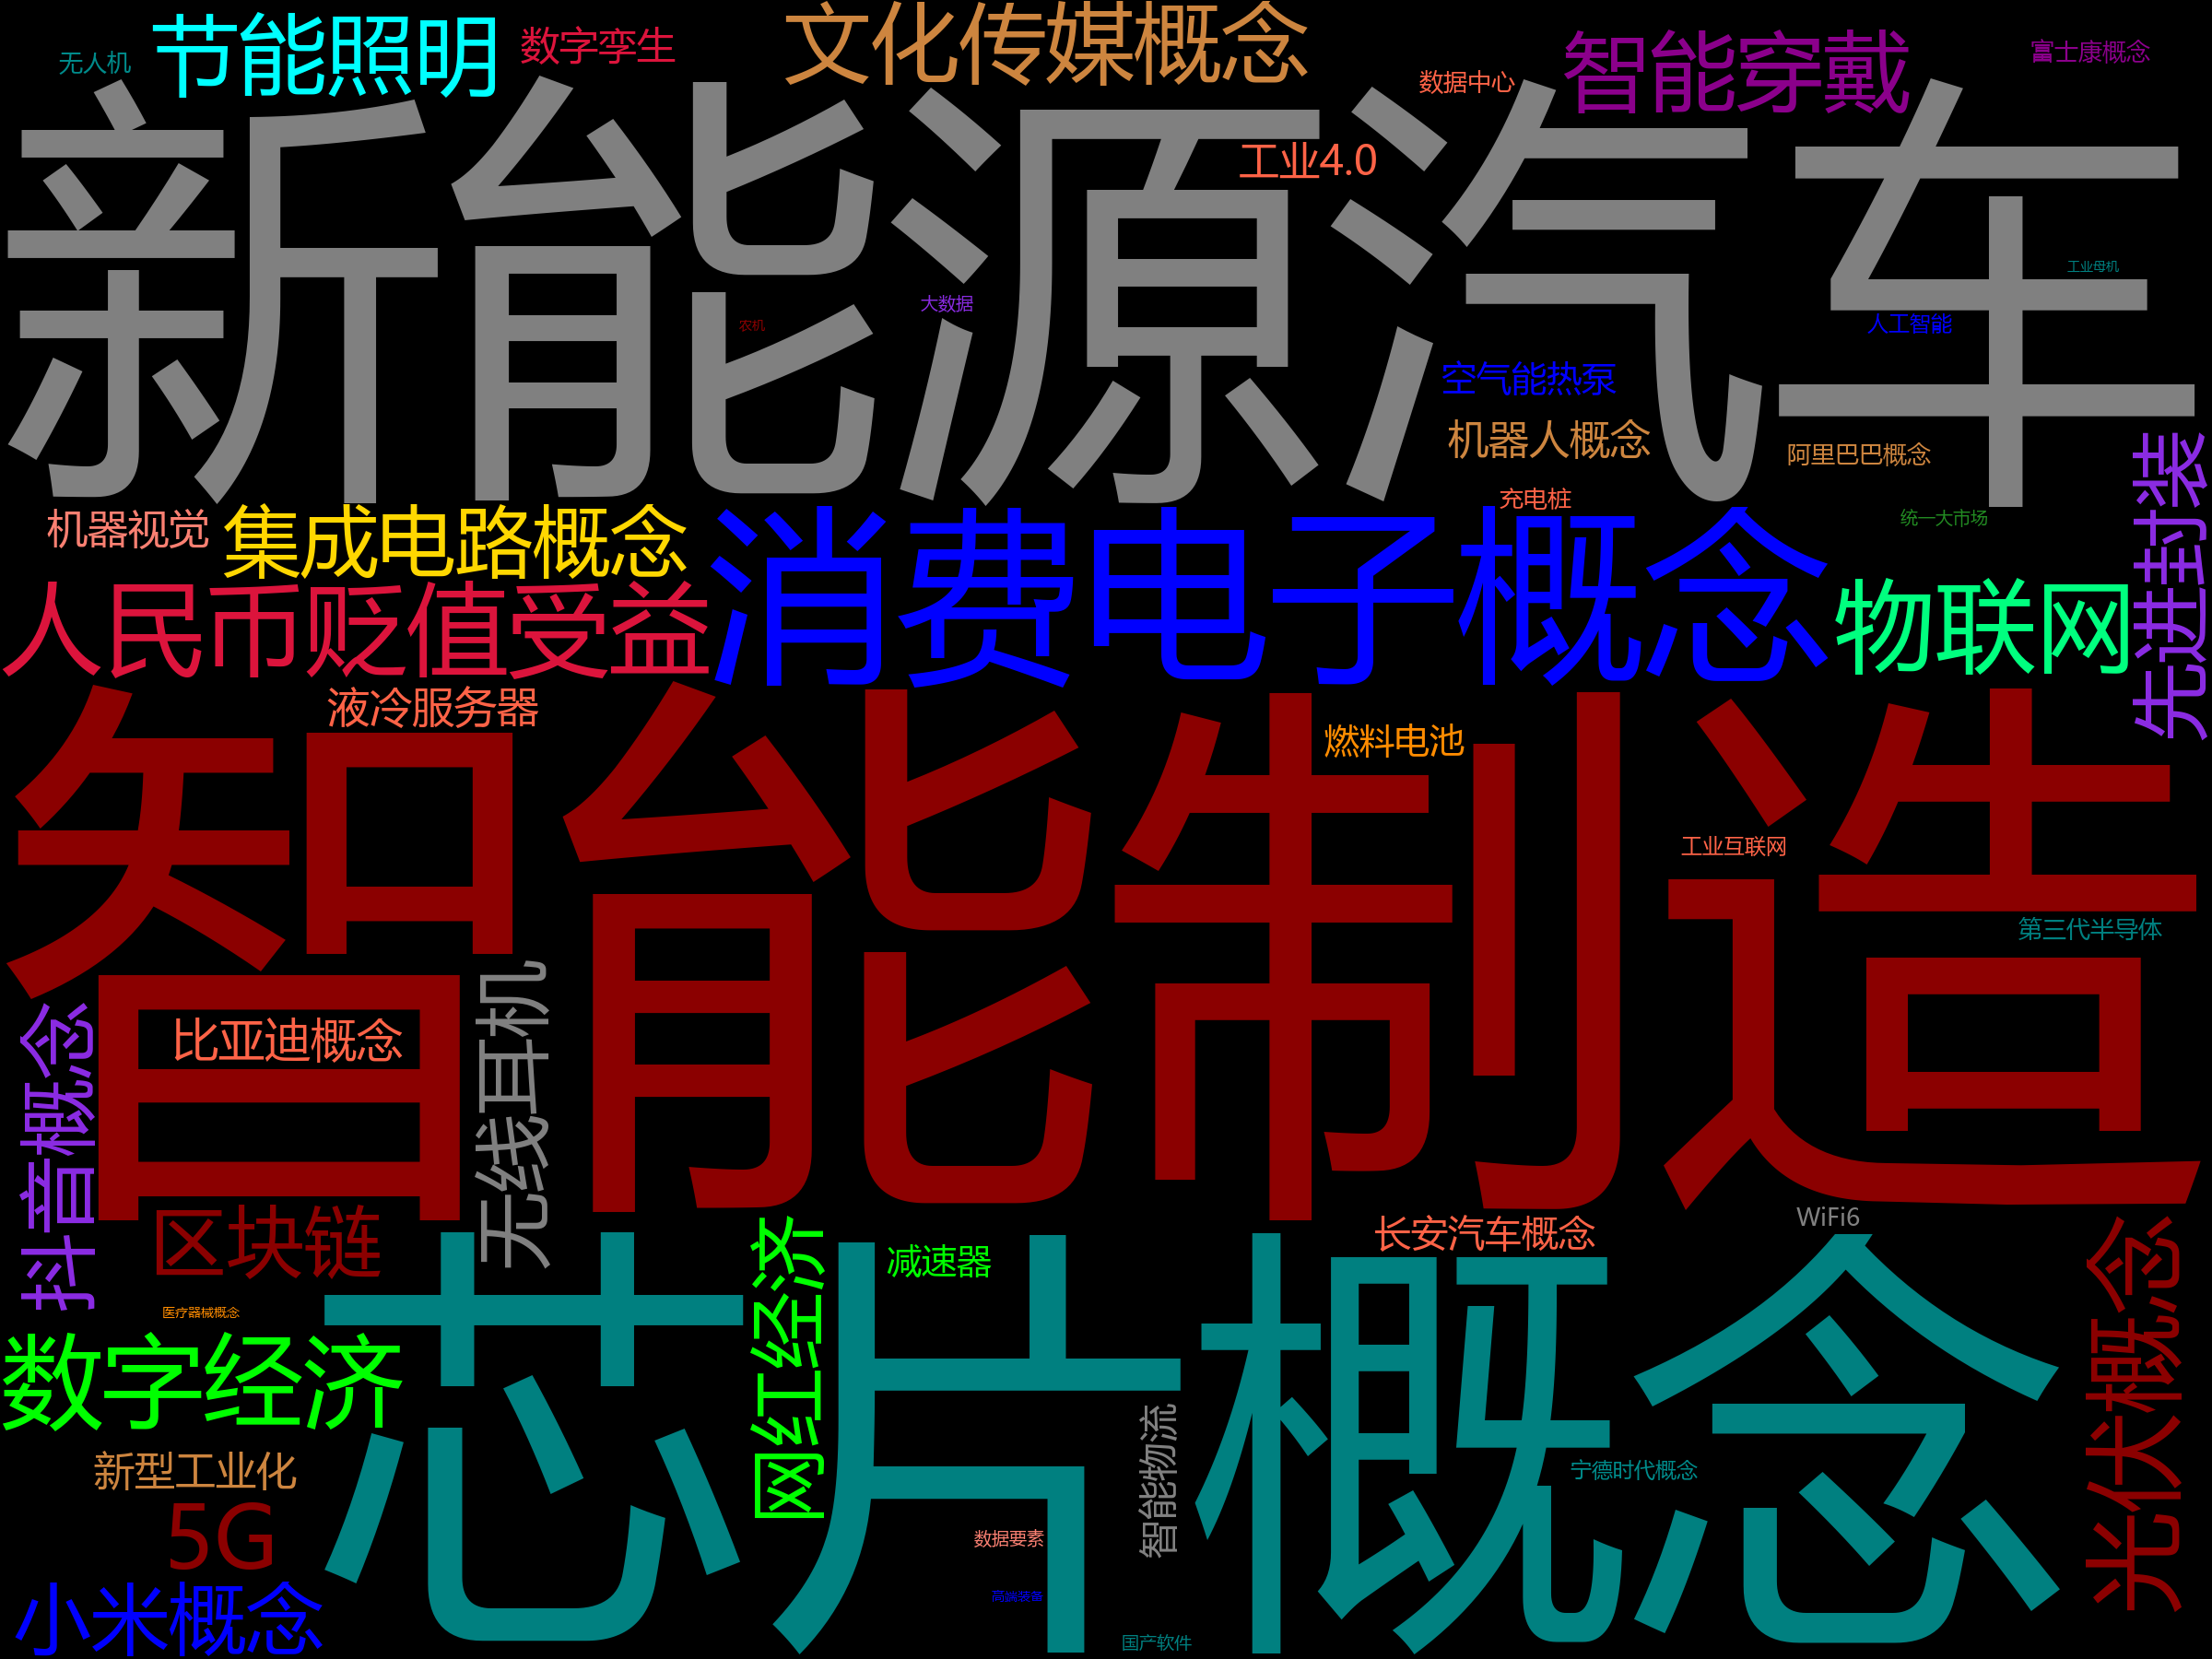 节能照明
数字孪生
文化传媒概念
智能穿戴
富士康概念
无人机
数据中心
新能源汽车
工业4.0
工业母机
大数据
农机
人工智能
空气能热泵
机器人概念
阿里巴巴概念
充电桩
统一大市场
先进封装
机器视觉
集成电路概念
消费电子概念
物联网
人民币贬值受益
液冷服务器
燃料电池
智能制造
工业互联网
第三代半导体
比亚迪概念
无线耳机
抖音概念
区块链
WiFi6
长安汽车概念
减速器
网红经济
光伏概念
医疗器械概念
数字经济
芯片概念
智能物流
新型工业化
宁德时代概念
5G
数据要素
小米概念
高端装备
国产软件